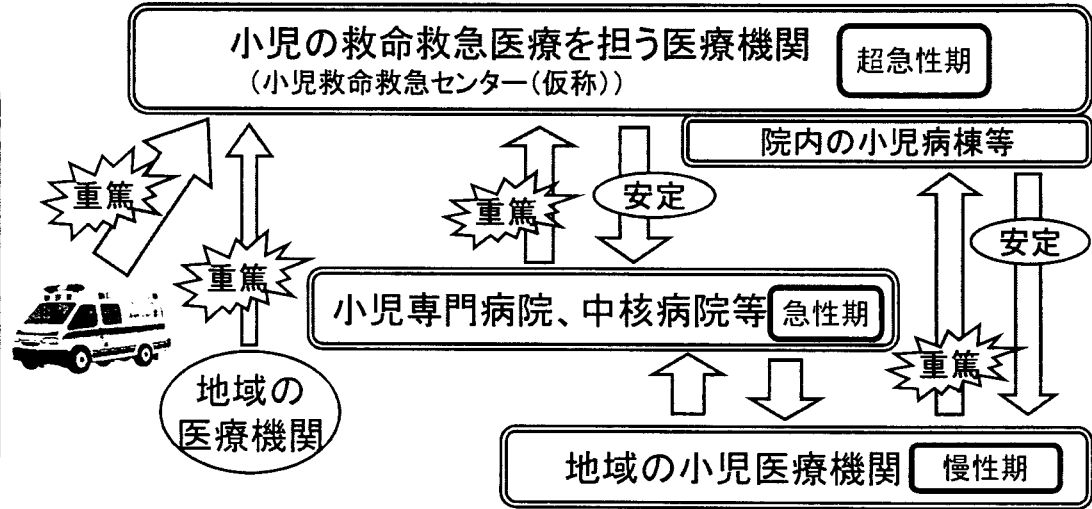 小児の救命救急医療を担う医療機関
(小児救命救急センター(仮称))
超急性期
院内の小児病棟等
重篤
重篤
重篤
安定
安定
小児専門病院、中核病院等
急性期
重篤
地域の
医療機関
地域の小児医療機関
慢性期